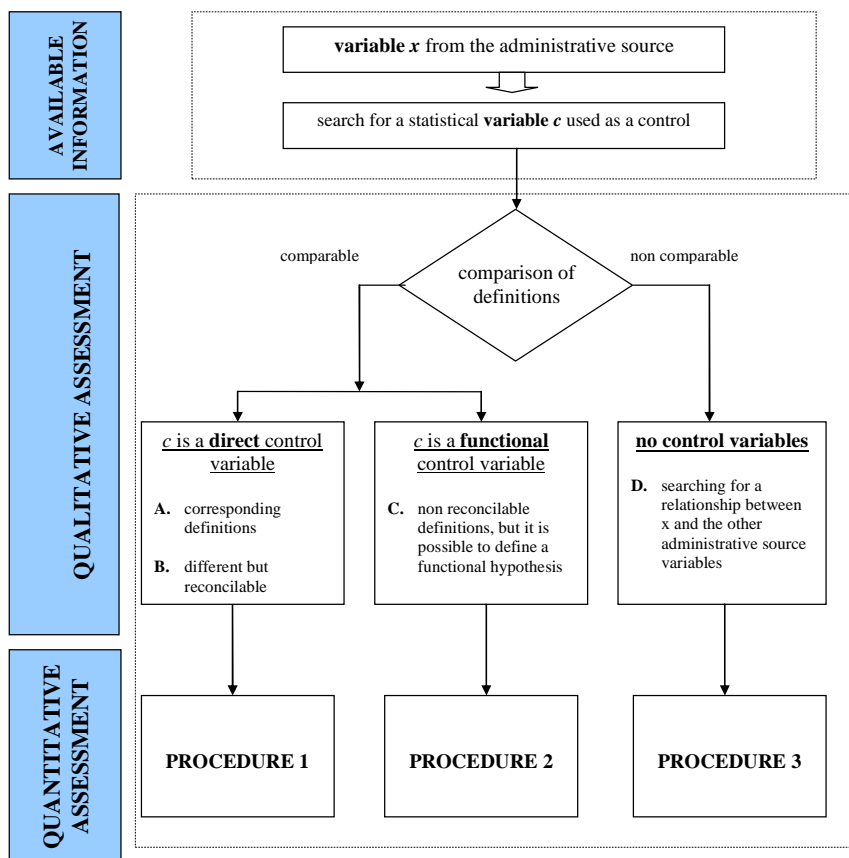 AVAILABLE
INFORMATION
variable x from the administrative source
search for a statistical variable c used as a control
QUALITATIVE ASSESSMENT
comparable
non comparable
comparison of
definitions
c is a direct control
variable
A. corresponding
definitions
B. different but
reconcilable
c is a functional
control variable
C. non reconcilable
definitions, but it is
possible to define a
functional hypothesis
no control variables
D. searching for a
relationship between
x and the other
administrative source
variables
QUANTITATIVE
ASSESSMENT
PROCEDURE 1
PROCEDURE 2
PROCEDURE 3